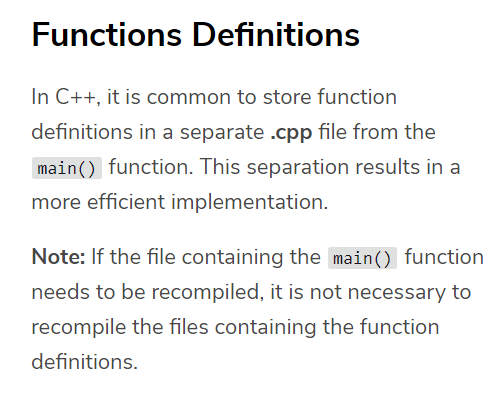 Functions Definitions
In C++, it is common to store function
definitions in a separate .cpp file from the
main() function. This separation results in a
more efficient implementation.
Note: If the file containing the main() function
needs to be recompiled, it is not necessary to
recompile the files containing the function
definitions.